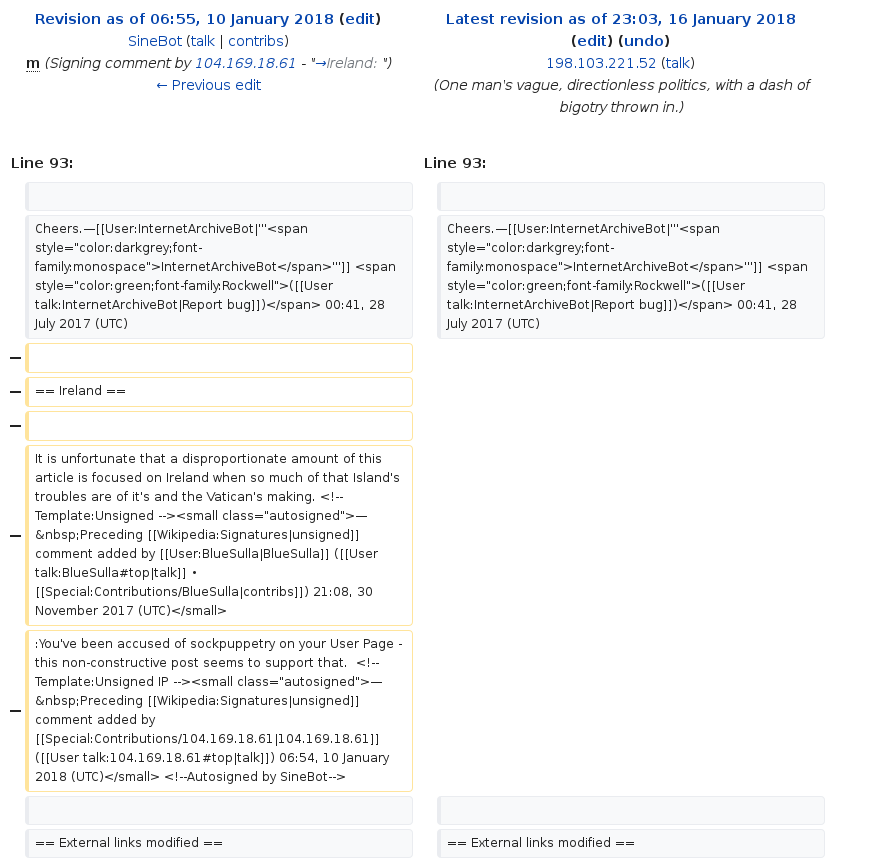 Revision as of 06:55, 10 January 2018 (edit)
SineBot (talk | contribs)
m (Signing comment by 104.169.18.61 - "→Ireland: ")
← Previous edit
Latest revision as of 23:03, 16 January 2018
(edit) (undo)
198.103.221.52 (talk)
(One man's vague, directionless politics, with a dash of
bigotry thrown in.)
Line 93:
Line 93:
Cheers.—[[User:InternetArchiveBot|'''<span
style="color:darkgrey;font-
family:monospace">InternetArchiveBot</span>''']] <span
style="color:green;font-family:Rockwell">([[User
talk:InternetArchiveBot|Report bug]])</span> 00:41, 28
July 2017 (UTC)
Cheers.—[[User:InternetArchiveBot|'''<span
style="color:darkgrey;font-
family:monospace">InternetArchiveBot</span>''']] <span
style="color:green;font-family:Rockwell">([[User
talk:InternetArchiveBot|Report bug]])</span> 00:41, 28
July 2017 (UTC)
−
− == Ireland ==
−
− It is unfortunate that a disproportionate amount of this
article is focused on Ireland when so much of that Island's
troubles are of it's and the Vatican's making. <!--
Template:Unsigned --><small class="autosigned">—
&nbsp;Preceding [[Wikipedia:Signatures|unsigned]]
comment added by [[User:BlueSulla|BlueSulla]] ([[User
talk:BlueSulla#top|talk]] •
[[Special:Contributions/BlueSulla|contribs]]) 21:08, 30
November 2017 (UTC)</small>
− :You've been accused of sockpuppetry on your User Page -
this non-constructive post seems to support that.  <!--
Template:Unsigned IP --><small class="autosigned">—
&nbsp;Preceding [[Wikipedia:Signatures|unsigned]]
comment added by
[[Special:Contributions/104.169.18.61|104.169.18.61]]
([[User talk:104.169.18.61#top|talk]]) 06:54, 10 January
2018 (UTC)</small> <!--Autosigned by SineBot-->
== External links modified ==
== External links modified ==